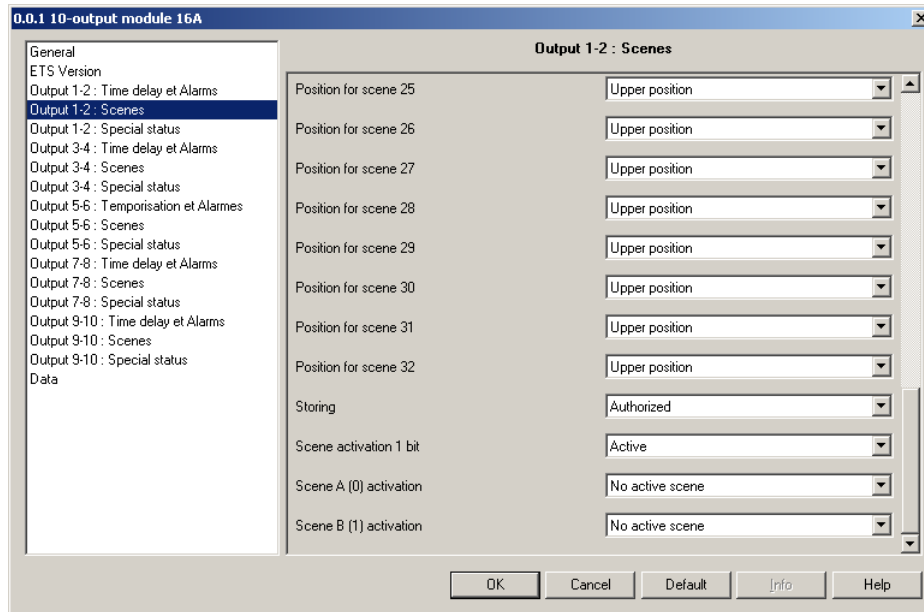 0.0.1 10-output module 16A
General
ETS Version
Output 1-2 : Time delay et Alarms
Output 1-2 : Scenes
Output 1-2 : Special status
Output 3-4 : Time delay et Alarms
Output 3-4 : Scenes
Output 3-4 : Special status
Output 5-6 : Temporisation et Alarmes
Output 5-6 : Scenes
Output 5-6 : Special status
Output 7-8 : Time delay et Alarms
Output 7-8 : Scenes
Output 7-8 : Special status
Output 9-10 : Time delay et Alarms
Output 9-10 : Scenes
Output 9-10 : Special status
Data
Output 1-2 : Scenes
Position for scene 25 Upper position
Position for scene 26 Upper position
Position for scene 27 Upper position
Position for scene 28 Upper position
Position for scene 29 Upper position
Position for scene 30 Upper position
Position for scene 31 Upper position
Position for scene 32 Upper position
Storing Authorized
Scene activation 1 bit Active
Scene A (0) activation No active scene
Scene B (1) activation No active scene
OK Cancel Default Info Help